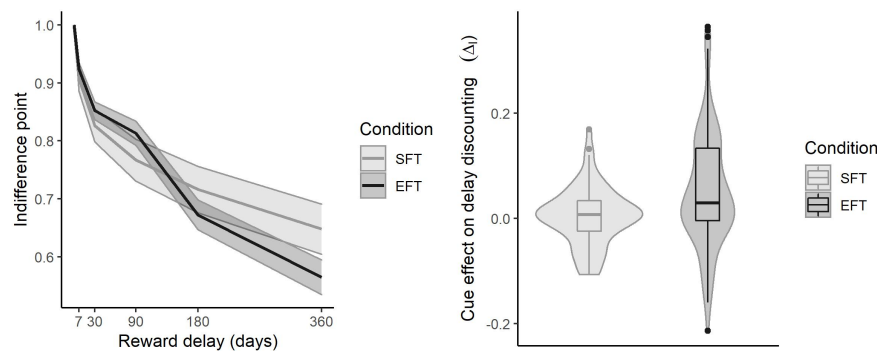 Indifference point
1.0
0.9
0.8
0.7
0.6
7 30 90 180 360
Reward delay (days)
Condition
SFT
EFT
Cue effect on delay discounting (Δ_I)
0.2
0.0
-0.2
Condition
SFT
EFT